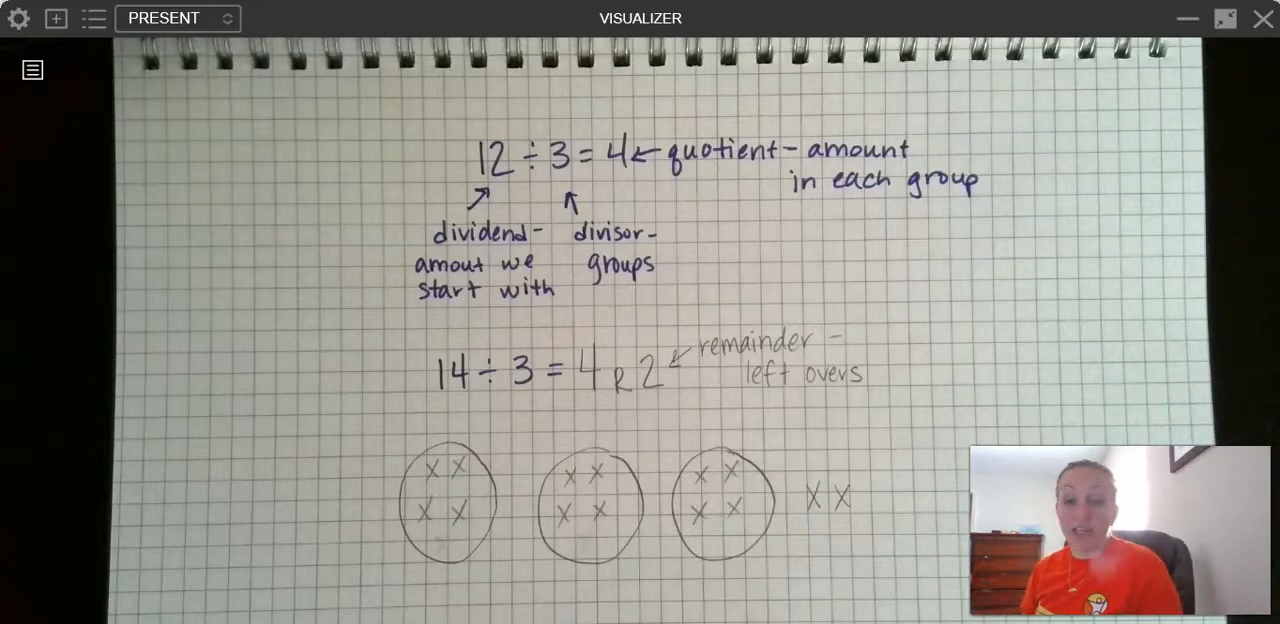 PRESENT
VISUALIZER
12 ÷ 3 = 4 ← quotient - amount
in each group
dividend -
amout we
start with
divisor -
groups
14 ÷ 3 = 4 R 2 ← remainder -
left overs
X X
X X
X X
X X
X X
X X
X X